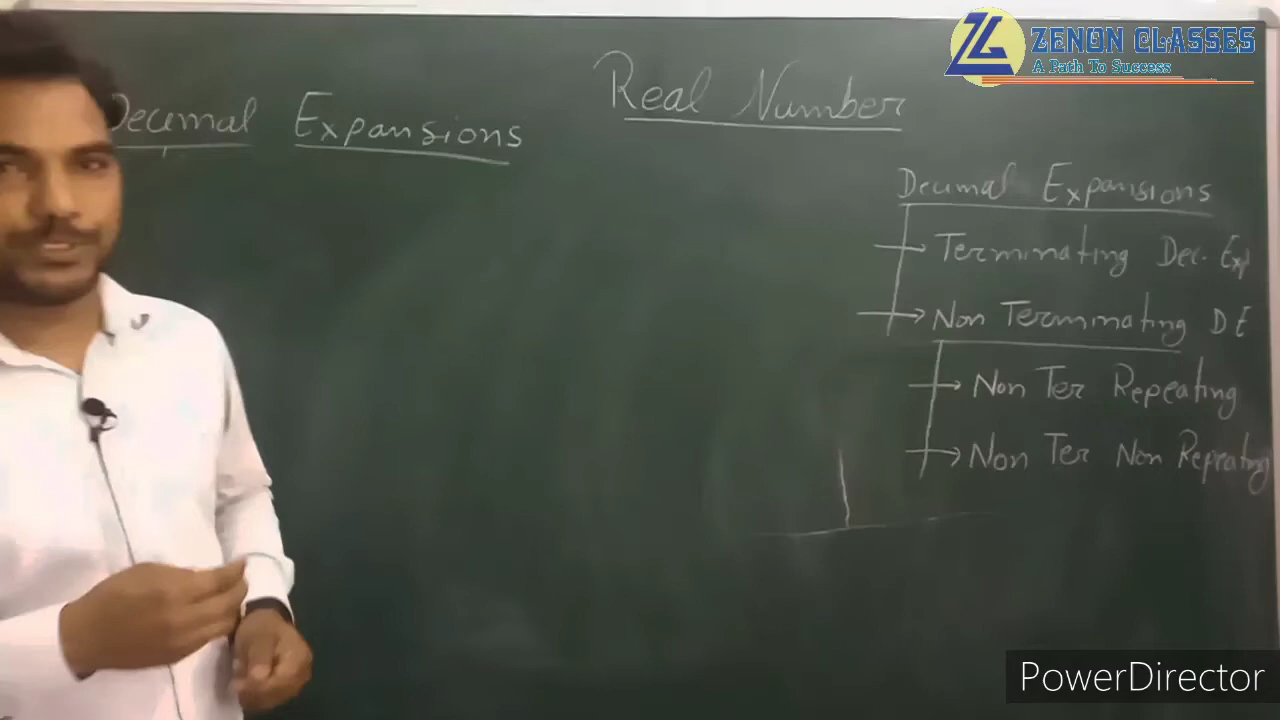 ZENON CLASSES
A Path To Success
Real Number
Decimal Expansions
Decimal Expansions
Terminating Dec. Exp
Non Terminating DE
Non Ter Repeating
Non Ter Non Repeating
PowerDirector